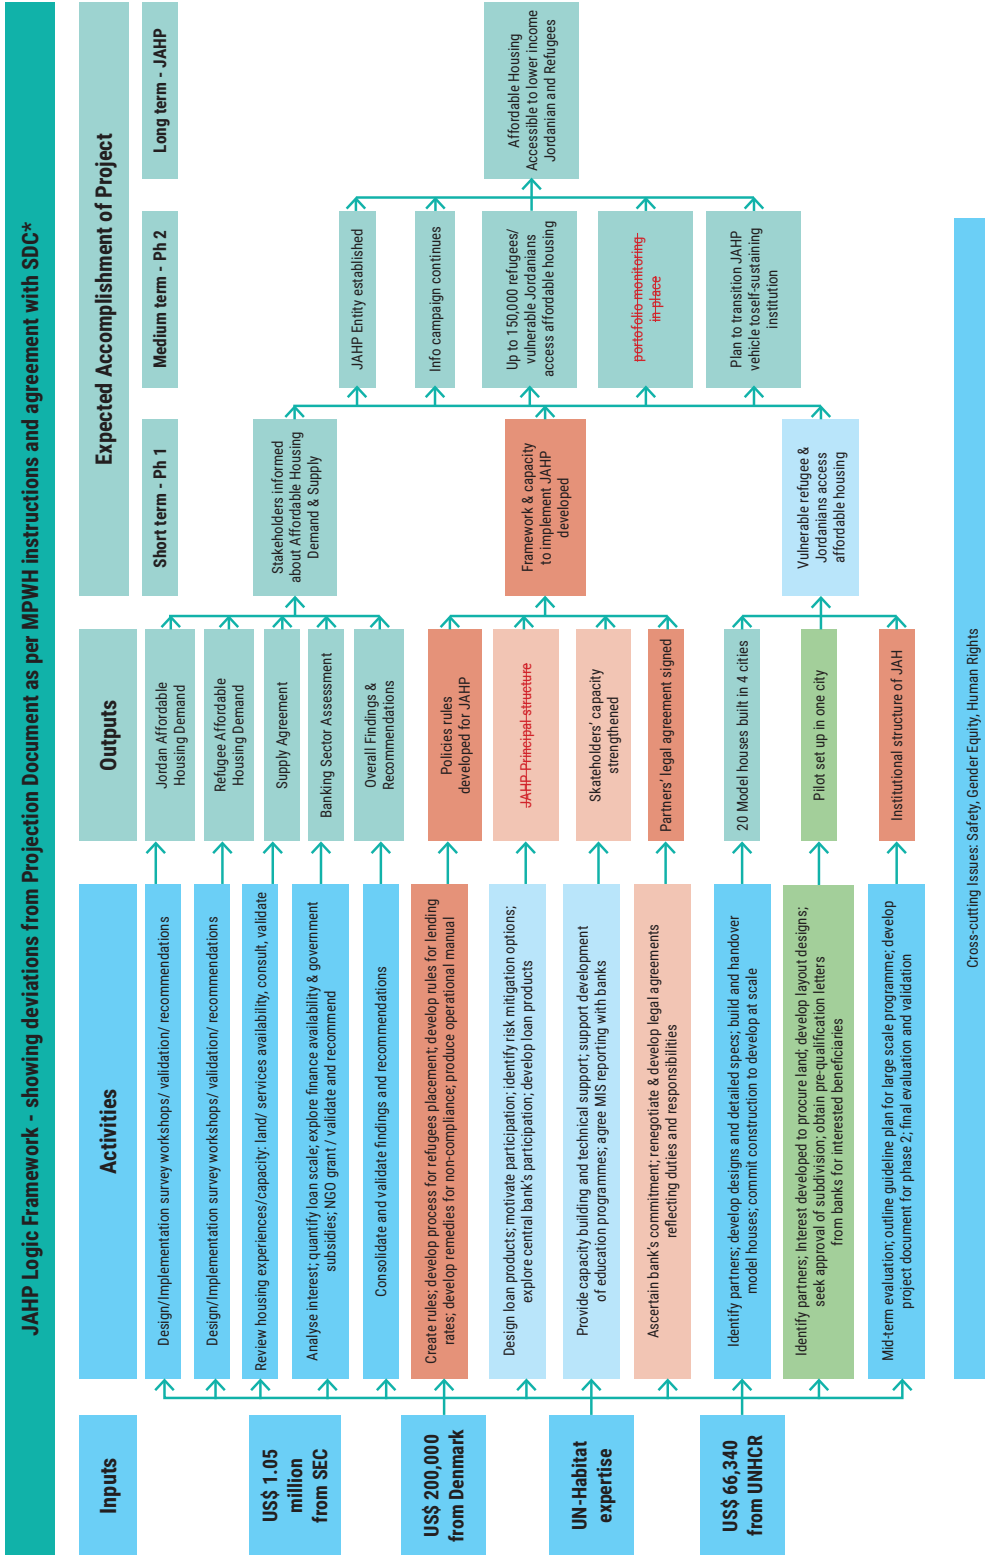 JAHP Logic Framework - showing deviations from Projection Document as per MPWH instructions and agreement with SDC*
Inputs
Activities
Outputs
Expected Accomplishment of Project
Short term - Ph 1
Medium term - Ph 2
Long term - JAHP
US$ 1.05
million
from SEC
US$ 200,000
from Denmark
UN-Habitat
expertise
US$ 66,340
from UNHCR
Design/Implementation survey workshops/ validation/ recommendations
Design/Implementation survey workshops/ validation/ recommendations
Review housing experiences/capacity: land/ services availability, consult, validate
Analyse interest; quantify loan scale; explore finance availability & government
subsidies; NGO grant / validate and recommend
Consolidate and validate findings and recommendations
Create rules; develop process for refugees placement; develop rules for lending
rates; develop remedies for non-compliance; produce operational manual
Design loan products; motivate participation; identify risk mitigation options;
explore central bank's participation; develop loan products
Provide capacity building and technical support; support development
of education programmes; agree MIS reporting with banks
Ascertain bank's commitment; renegotiate & develop legal agreements
reflecting duties and responsibilities
Identify partners; develop designs and detailed specs; build and handover
model houses; commit construction to develop at scale
Identify partners; Interest developed to procure land; develop layout designs;
seek approval of subdivision; obtain pre-qualification letters
from banks for interested beneficiaries
Mid-term evaluation; outline guideline plan for large scale programme; develop
project document for phase 2; final evaluation and validation
Jordan Affordable
Housing Demand
Refugee Affordable
Housing Demand
Supply Agreement
Banking Sector Assessment
Overall Findings &
Recommendations
Policies rules
developed for JAHP
JAHP Principal structure
Skateholders' capacity
strengthened
Partners' legal agreement signed
20 Model houses built in 4 cities
Pilot set up in one city
Institutional structure of JAH
Stakeholders informed
about Affordable Housing
Demand & Supply
Framework & capacity
to implement JAHP
developed
Vulnerable refugee &
Jordanians access
affordable housing
JAHP Entity established
Info campaign continues
Up to 150,000 refugees/
vulnerable Jordanians
access affordable housing
portofolio monitoring
in place
Plan to transition JAHP
vehicle toself-sustaining
institution
Affordable Housing
Accessible to lower income
Jordanian and Refugees
Cross-cutting Issues: Safety, Gender Equity, Human Rights